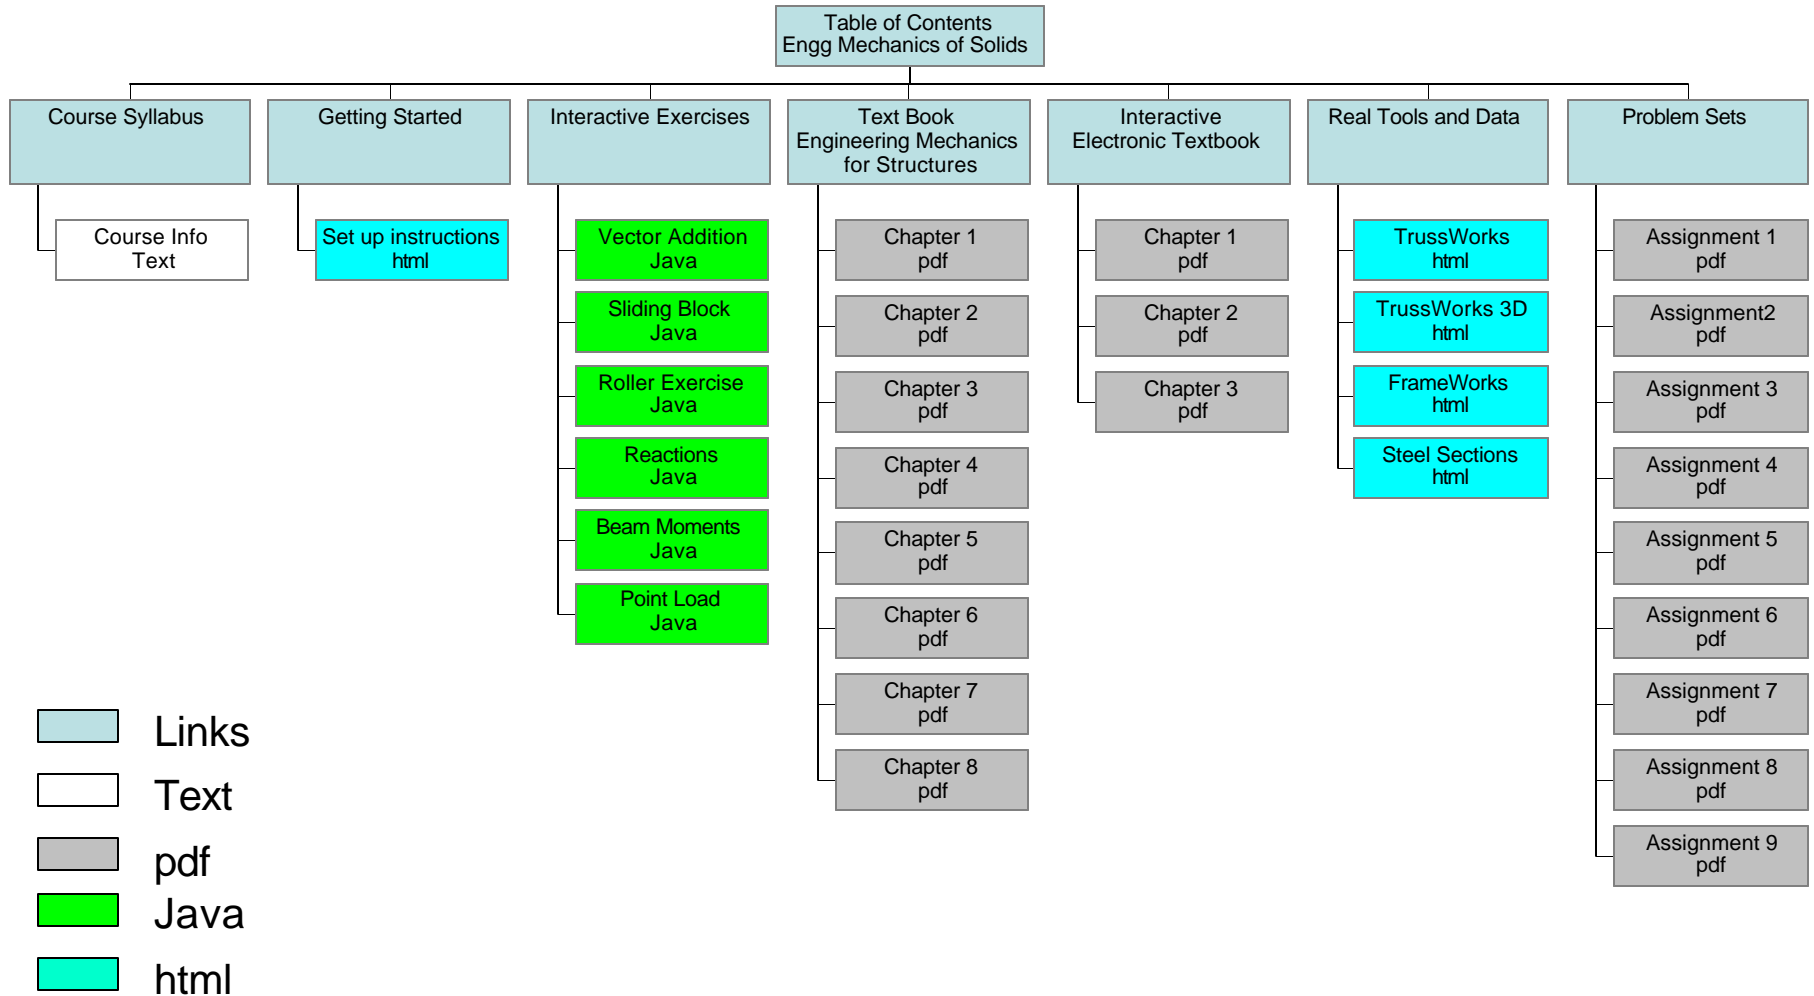 Table of Contents
Engg Mechanics of Solids
Course Syllabus
Course Info
Text
Getting Started
Set up instructions
html
Interactive Exercises
Vector Addition
Java
Sliding Block
Java
Roller Exercise
Java
Reactions
Java
Beam Moments
Java
Point Load
Java
Text Book
Engineering Mechanics
for Structures
Chapter 1
pdf
Chapter 2
pdf
Chapter 3
pdf
Chapter 4
pdf
Chapter 5
pdf
Chapter 6
pdf
Chapter 7
pdf
Chapter 8
pdf
Interactive
Electronic Textbook
Chapter 1
pdf
Chapter 2
pdf
Chapter 3
pdf
Real Tools and Data
TrussWorks
html
TrussWorks 3D
html
FrameWorks
html
Steel Sections
html
Problem Sets
Assignment 1
pdf
Assignment2
pdf
Assignment 3
pdf
Assignment 4
pdf
Assignment 5
pdf
Assignment 6
pdf
Assignment 7
pdf
Assignment 8
pdf
Assignment 9
pdf
Links
Text
pdf
Java
html